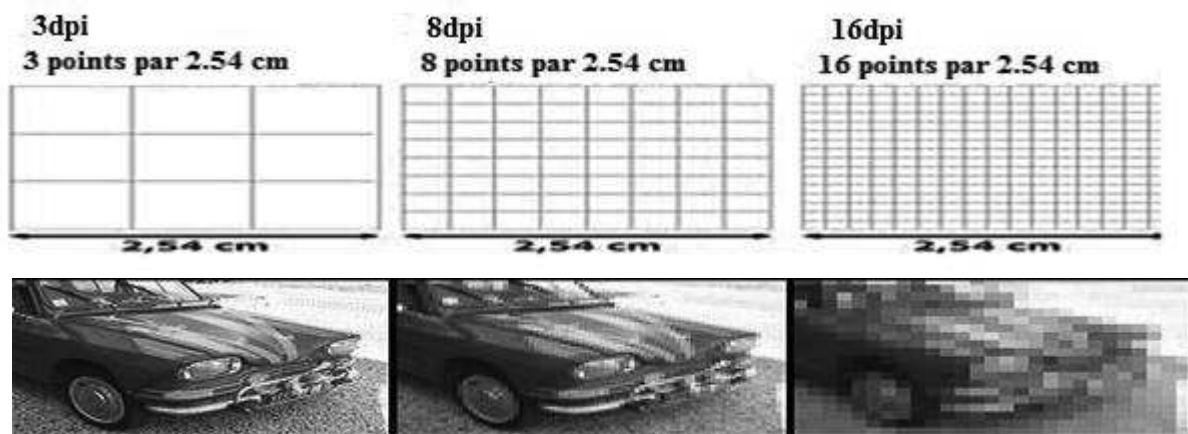 3dpi
3 points par 2.54 cm
8dpi
8 points par 2.54 cm
16dpi
16 points par 2.54 cm
2,54 cm
2,54 cm
2,54 cm